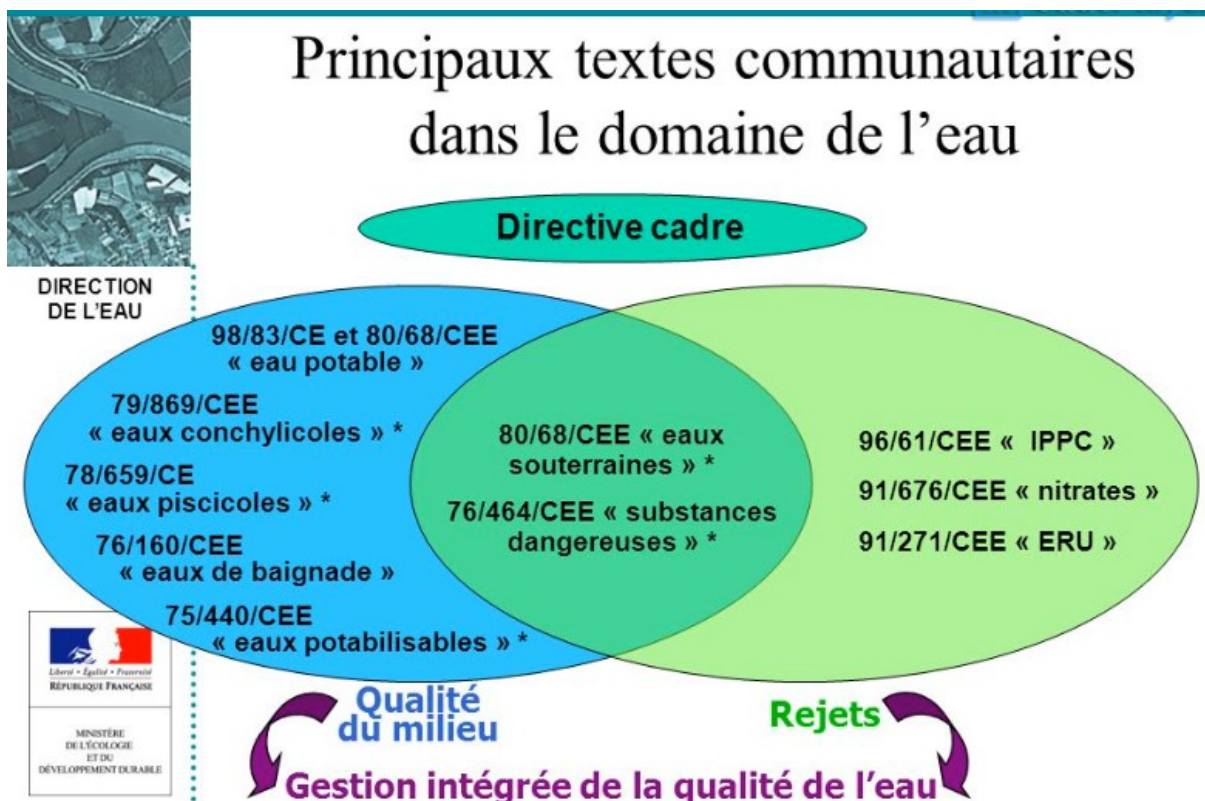 Principaux textes communautaires
dans le domaine de l’eau
Directive cadre
DIRECTION
DE L’EAU
98/83/CE et 80/68/CEE
« eau potable »
79/869/CEE
« eaux conchylicoles » *
78/659/CE
« eaux piscicoles » *
76/160/CEE
« eaux de baignade »
75/440/CEE
« eaux potabilisables » *
80/68/CEE « eaux
souterraines » *
76/464/CEE « substances
dangereuses » *
96/61/CEE « IPPC »
91/676/CEE « nitrates »
91/271/CEE « ERU »
Liberté • Égalité • Fraternité
RÉPUBLIQUE FRANÇAISE
MINISTÈRE
DE L'ÉCOLOGIE
ET DU
DÉVELOPPEMENT DURABLE
Qualité
du milieu
Rejets
Gestion intégrée de la qualité de l’eau